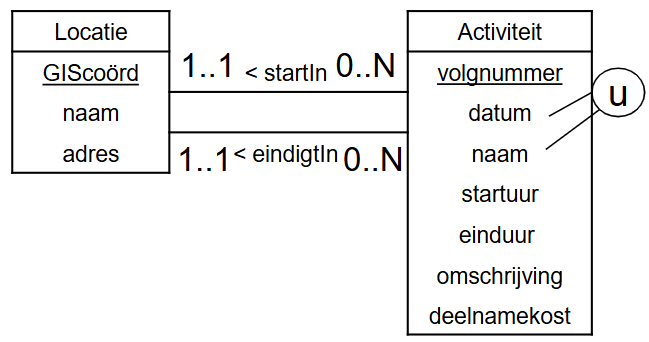 Locatie
GIScoörd
naam
adres
1..1 < startIn 0..N
1..1 < eindigtIn 0..N
Activiteit
volgnummer
datum
naam
startuur
einduur
omschrijving
deelnamekost
u